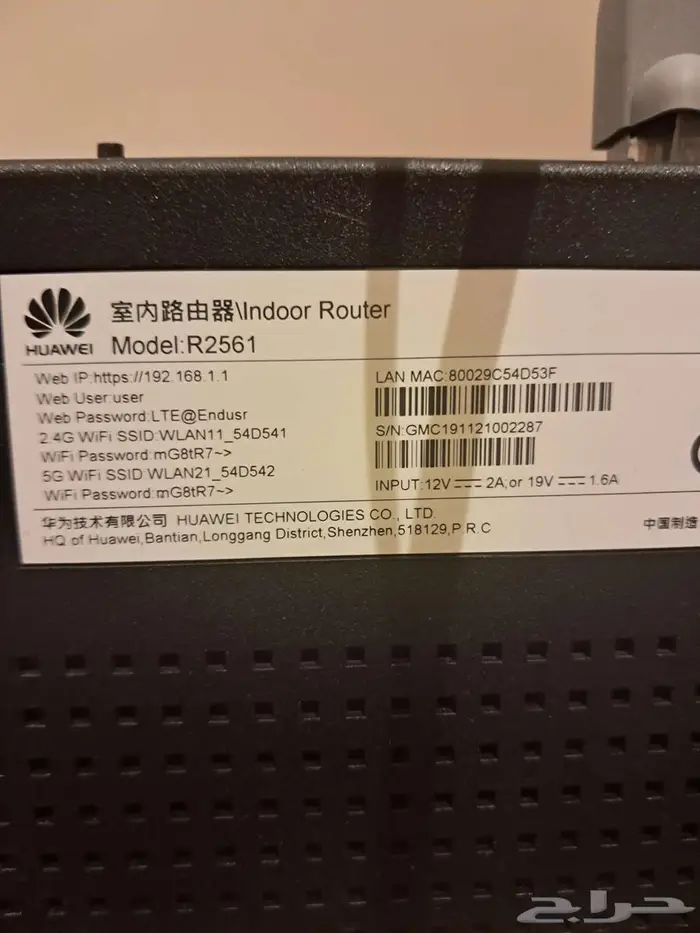 室内路由器\Indoor Router
HUAWEI
Model:R2561
Web IP:https://192.168.1.1
Web User:user
Web Password:LTE@Endusr
2.4G WiFi SSID:WLAN11_54D541
WiFi Password:mG8tR7~>
5G WiFi SSID:WLAN21_54D542
WiFi Password:mG8tR7~>
LAN MAC:80029C54D53F
S/N:GMC191121002287
INPUT:12V⎓2A; or 19V⎓1.6A
华为技术有限公司 HUAWEI TECHNOLOGIES CO., LTD.
HQ of Huawei,Bantian,Longgang District,Shenzhen,518129,P.R.C
中国制造
حراج